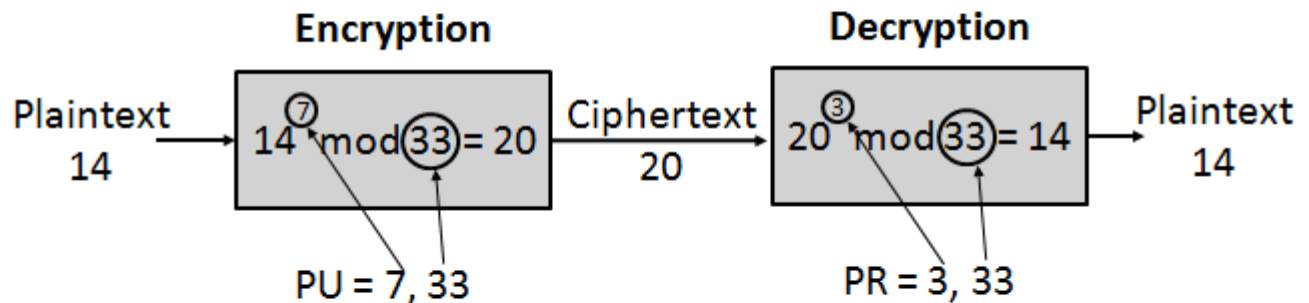 Encryption
Decryption
Plaintext
14
14 7 mod 33 = 20
Ciphertext
20
20 3 mod 33 = 14
Plaintext
14
PU = 7, 33
PR = 3, 33